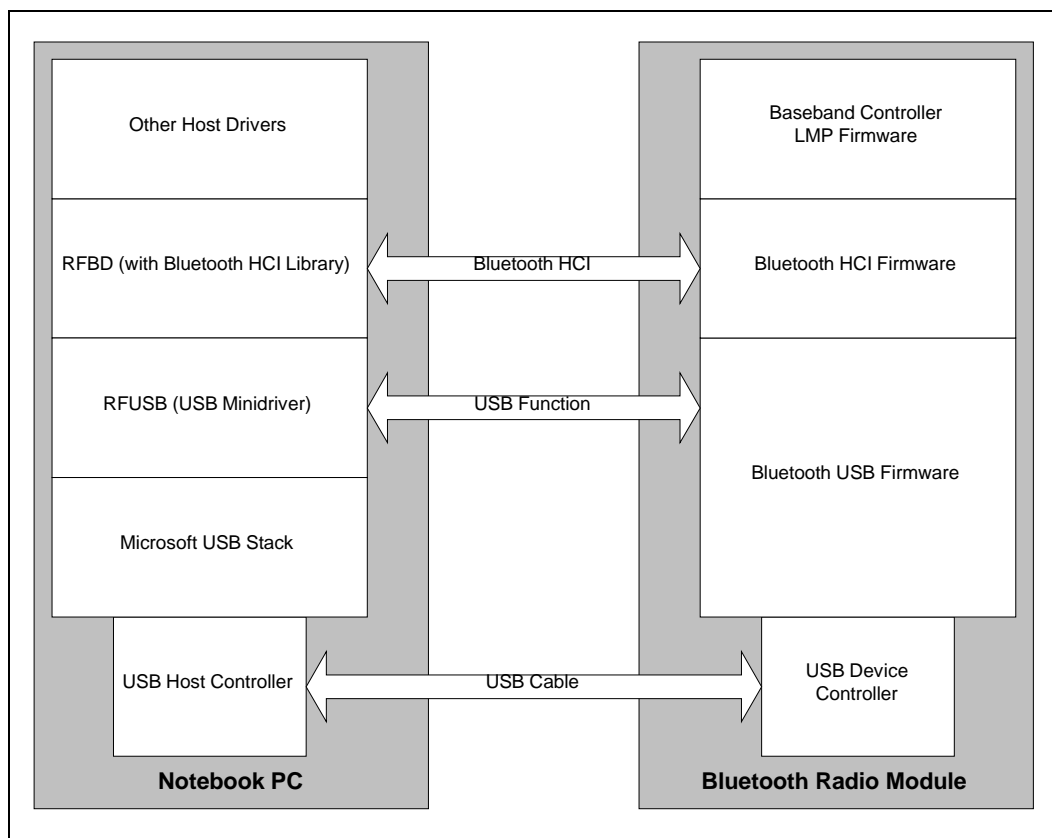 Other Host Drivers
Baseband Controller
LMP Firmware
RFBD (with Bluetooth HCI Library)
Bluetooth HCI
Bluetooth HCI Firmware
RFUSB (USB Minidriver)
USB Function
Bluetooth USB Firmware
Microsoft USB Stack
USB Host Controller
USB Cable
USB Device
Controller
Notebook PC
Bluetooth Radio Module